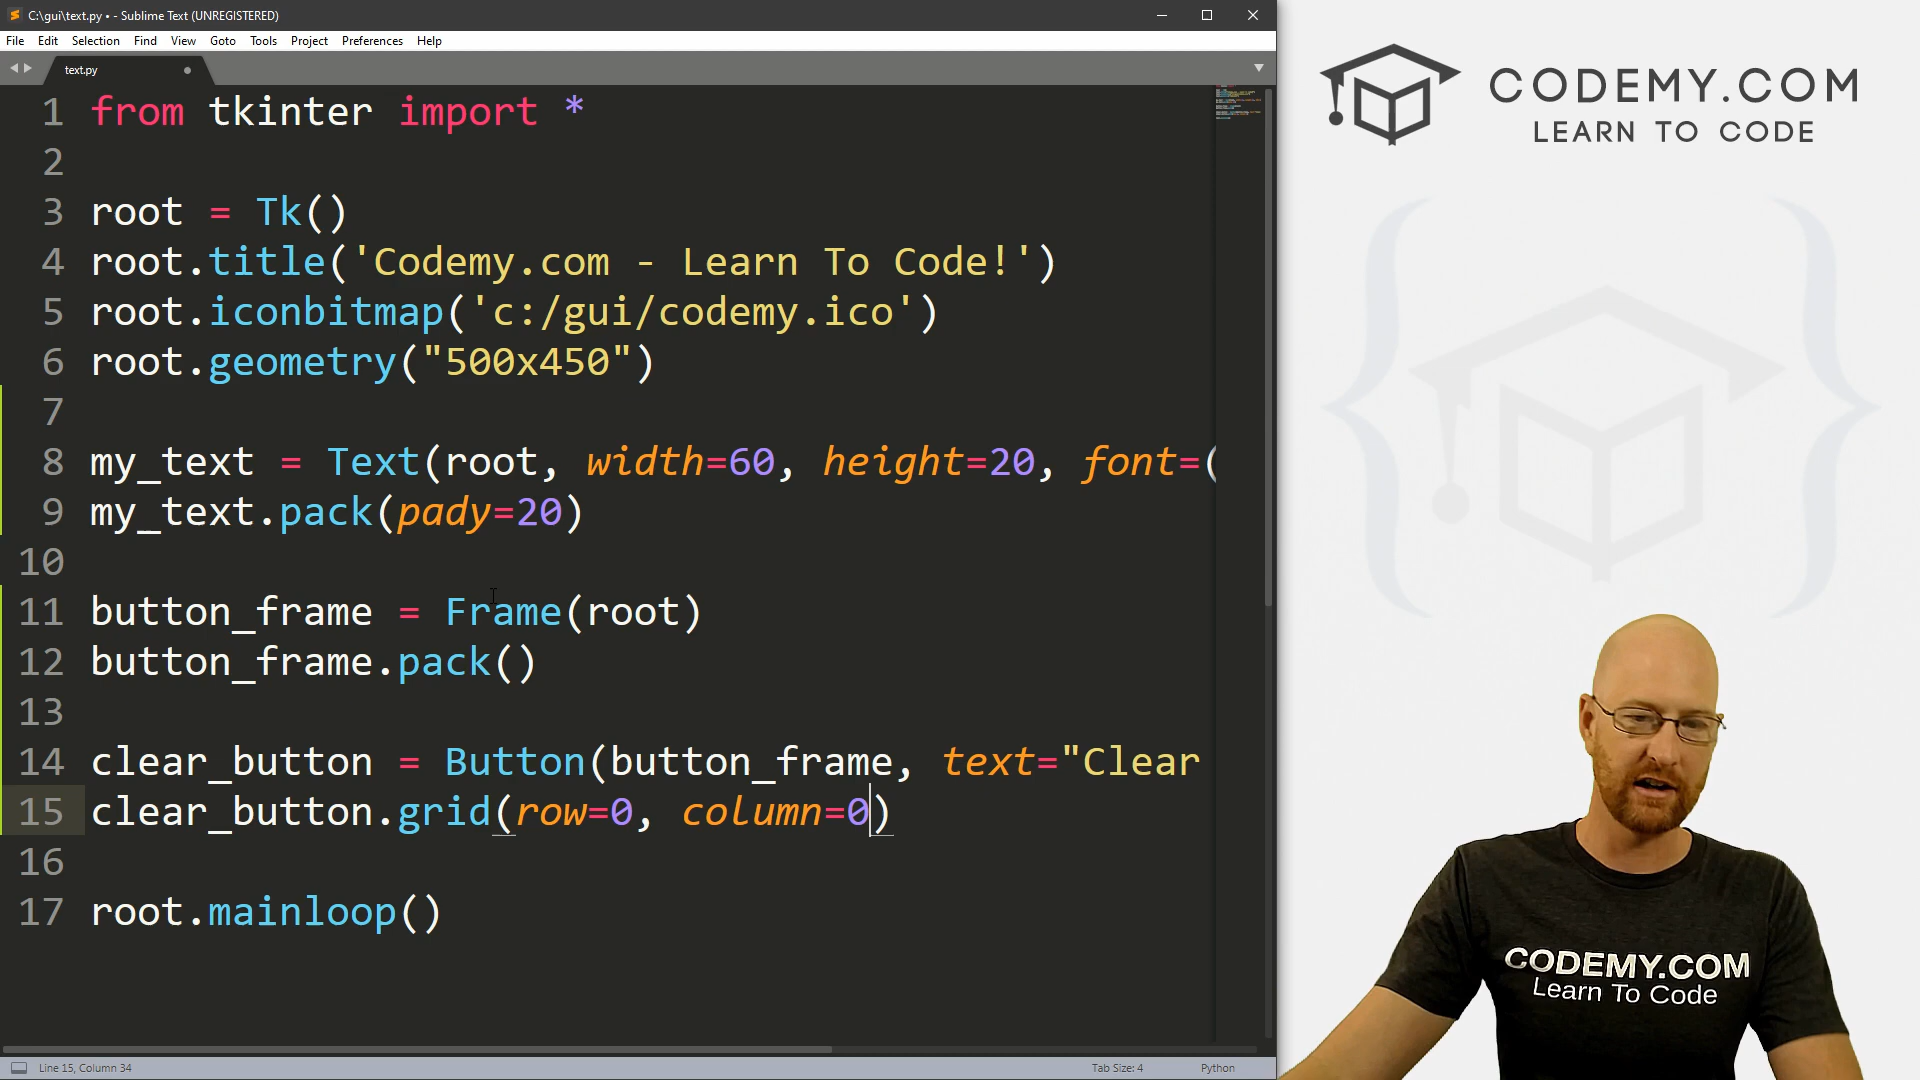 C:\gui\text.py • - Sublime Text (UNREGISTERED)
File Edit Selection Find View Goto Tools Project Preferences Help
text.py
1 from tkinter import *
2
3 root = Tk()
4 root.title('Codemy.com - Learn To Code!')
5 root.iconbitmap('c:/gui/codemy.ico')
6 root.geometry("500x450")
7
8 my_text = Text(root, width=60, height=20, font=(
9 my_text.pack(pady=20)
10
11 button_frame = Frame(root)
12 button_frame.pack()
13
14 clear_button = Button(button_frame, text="Clear
15 clear_button.grid(row=0, column=0)
16
17 root.mainloop()
Line 15, Column 34
Tab Size: 4
Python
CODEMY.COM
LEARN TO CODE
CODEMY.COM
Learn To Code